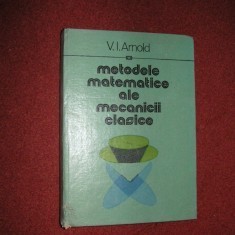 V.I. Arnold
metodele
matematice
ale
mecanicii
clasice